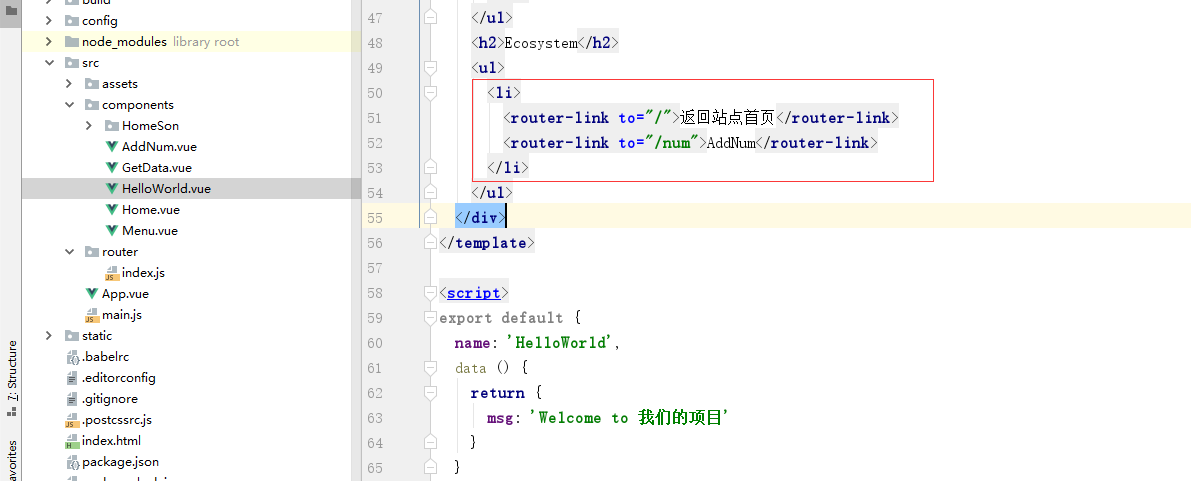 build
config
node_modules library root
src
assets
components
HomeSon
AddNum.vue
GetData.vue
HelloWorld.vue
Home.vue
Menu.vue
router
index.js
App.vue
main.js
static
.babelrc
.editorconfig
.gitignore
.postcssrc.js
index.html
package.json
Z: Structure
avorites
47 </ul>
48 <h2>Ecosystem</h2>
49 <ul>
50 <li>
51 <router-link to="/">返回站点首页</router-link>
52 <router-link to="/num">AddNum</router-link>
53 </li>
54 </ul>
55 </div>
56 </template>
57
58 <script>
59 export default {
60 name: 'HelloWorld',
61 data () {
62 return {
63 msg: 'Welcome to 我们的项目'
64 }
65 }